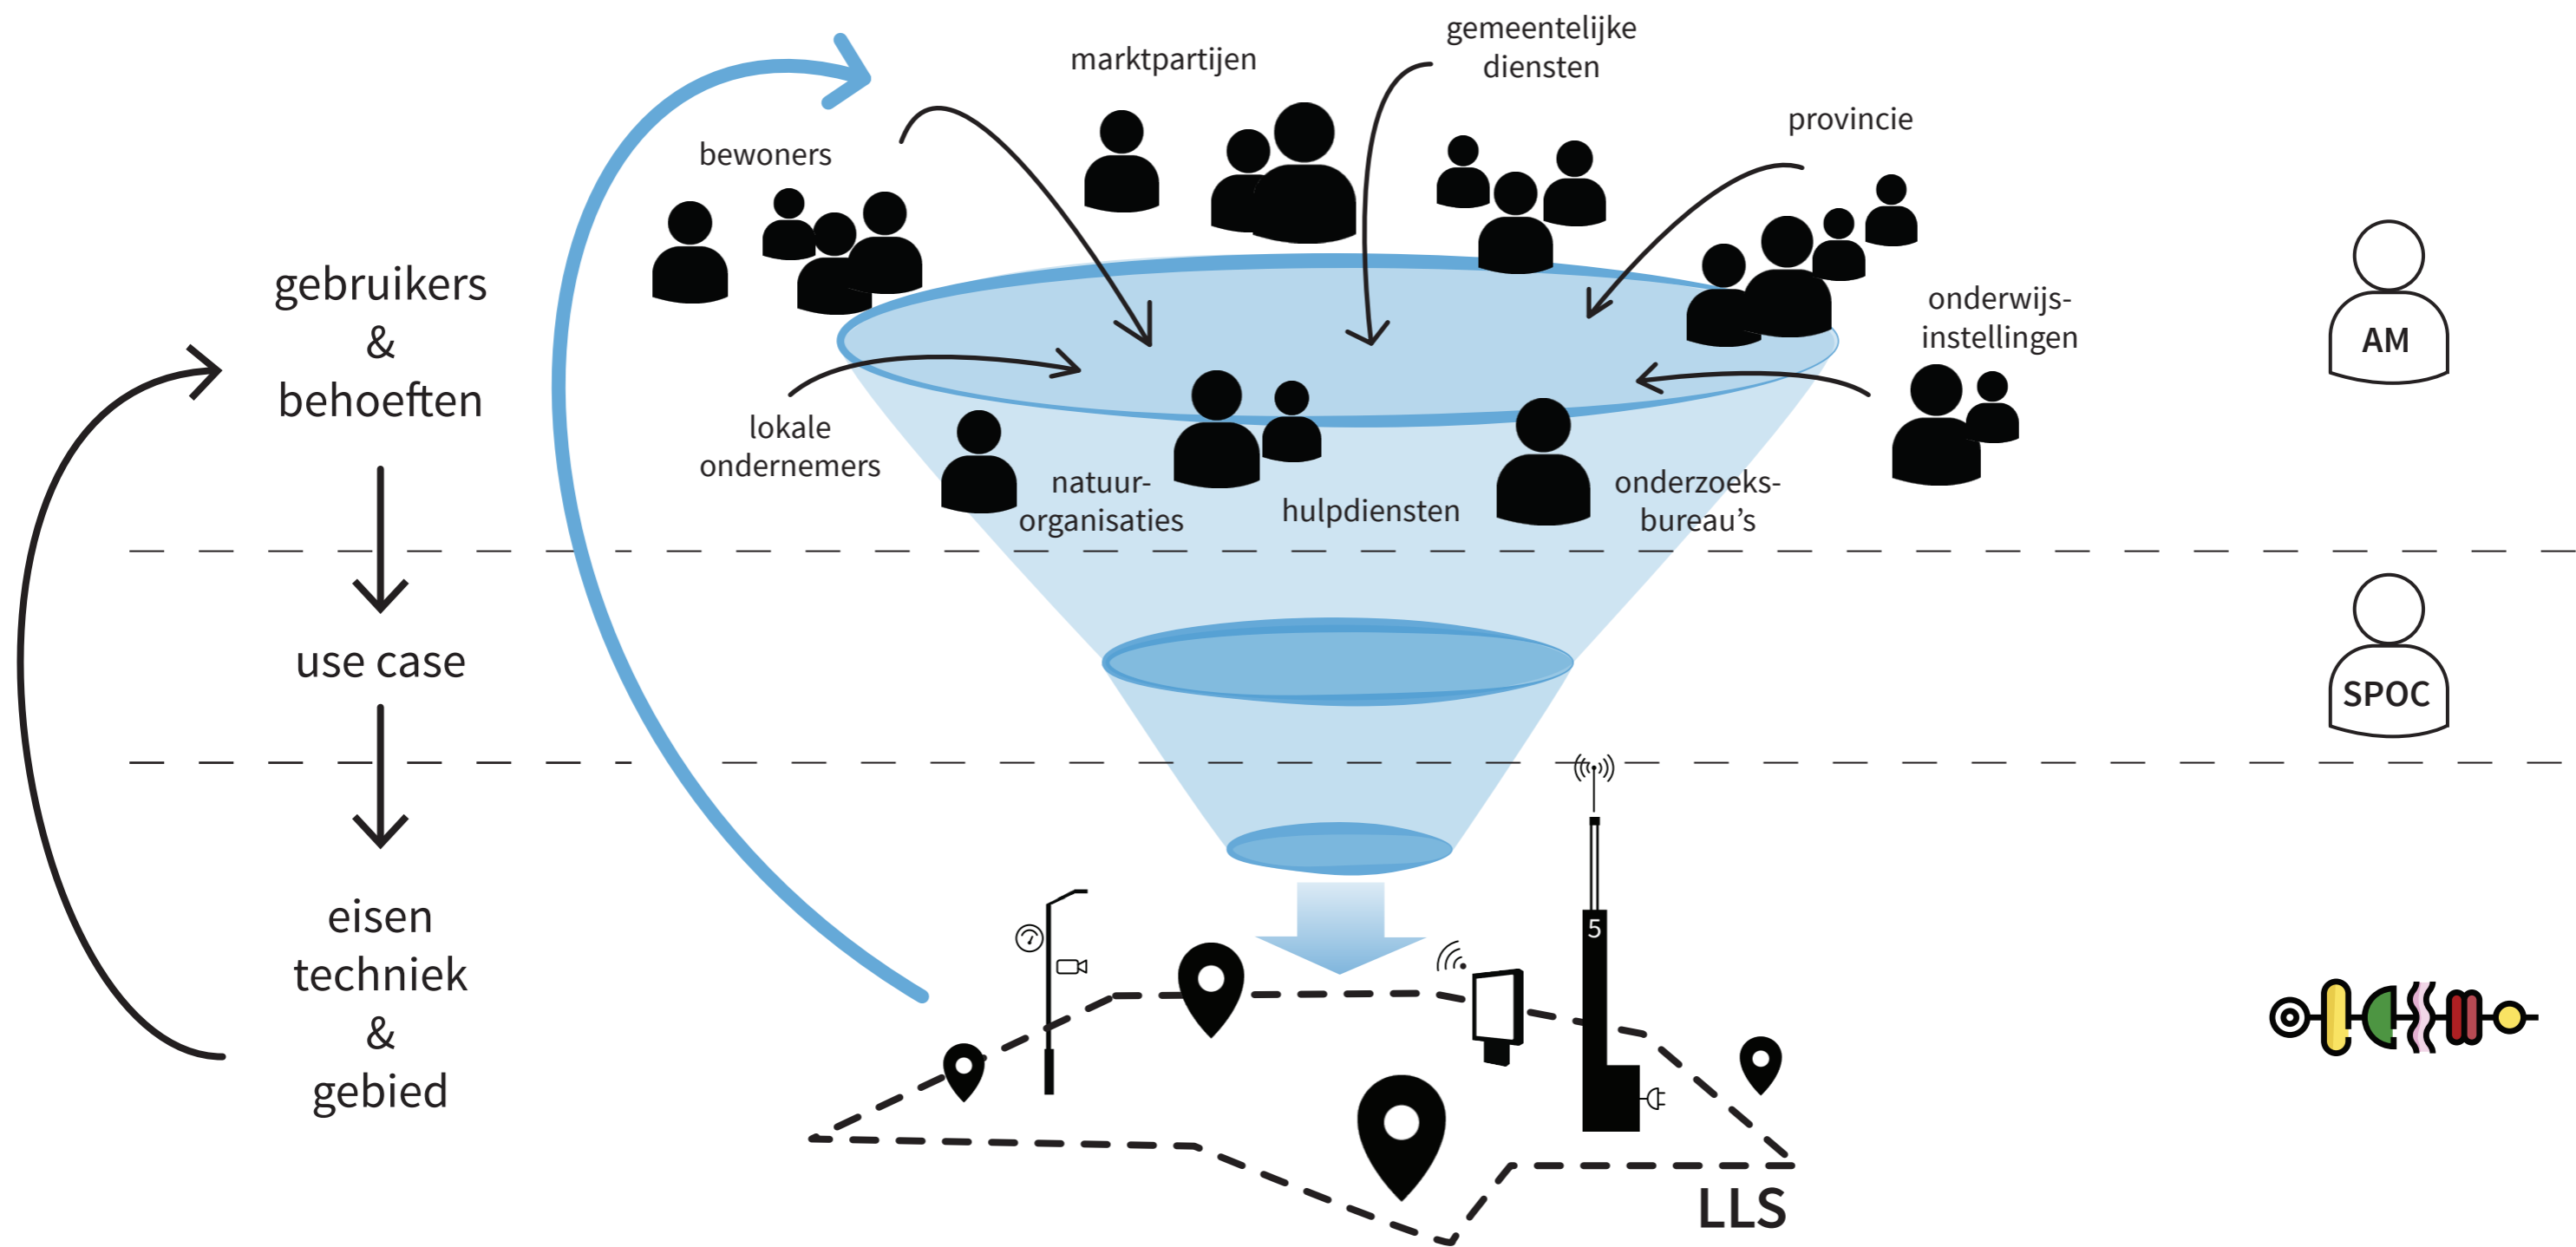 gemeentelijke
diensten
marktpartijen
provincie
bewoners
onderwijs-
instellingen
lokale
ondernemers
natuur-
organisaties
hulpdiensten
onderzoeks-
bureau’s
gebruikers
&
behoeften
AM
use case
SPOC
eisen
techniek
&
gebied
5
LLS